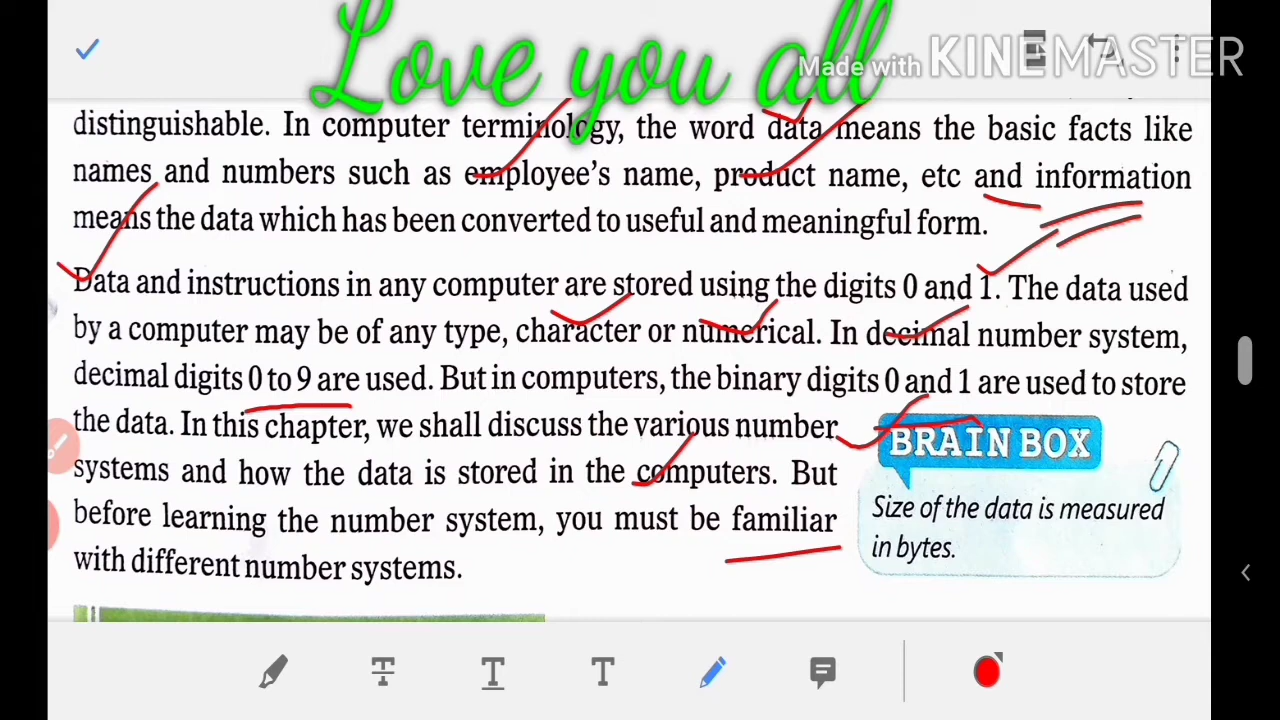 Love you all
Made with KINEMASTER
distinguishable. In computer terminology, the word data means the basic facts like
names and numbers such as employee's name, product name, etc and information
means the data which has been converted to useful and meaningful form.
Data and instructions in any computer are stored using the digits 0 and 1. The data used
by a computer may be of any type, character or numerical. In decimal number system,
decimal digits 0 to 9 are used. But in computers, the binary digits 0 and 1 are used to store
the data. In this chapter, we shall discuss the various number
systems and how the data is stored in the computers. But
before learning the number system, you must be familiar
with different number systems.
BRAIN BOX
Size of the data is measured
in bytes.